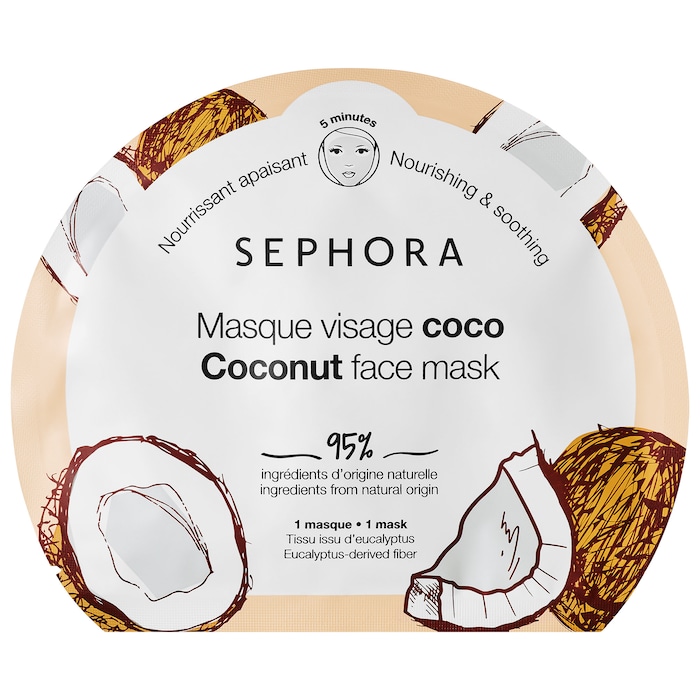 5 minutes
Nourrissant apaisant
Nourishing & soothing
SEPHORA
Masque visage coco
Coconut face mask
95%
ingrédients d'origine naturelle
ingredients from natural origin
1 masque • 1 mask
Tissu issu d'eucalyptus
Eucalyptus-derived fiber